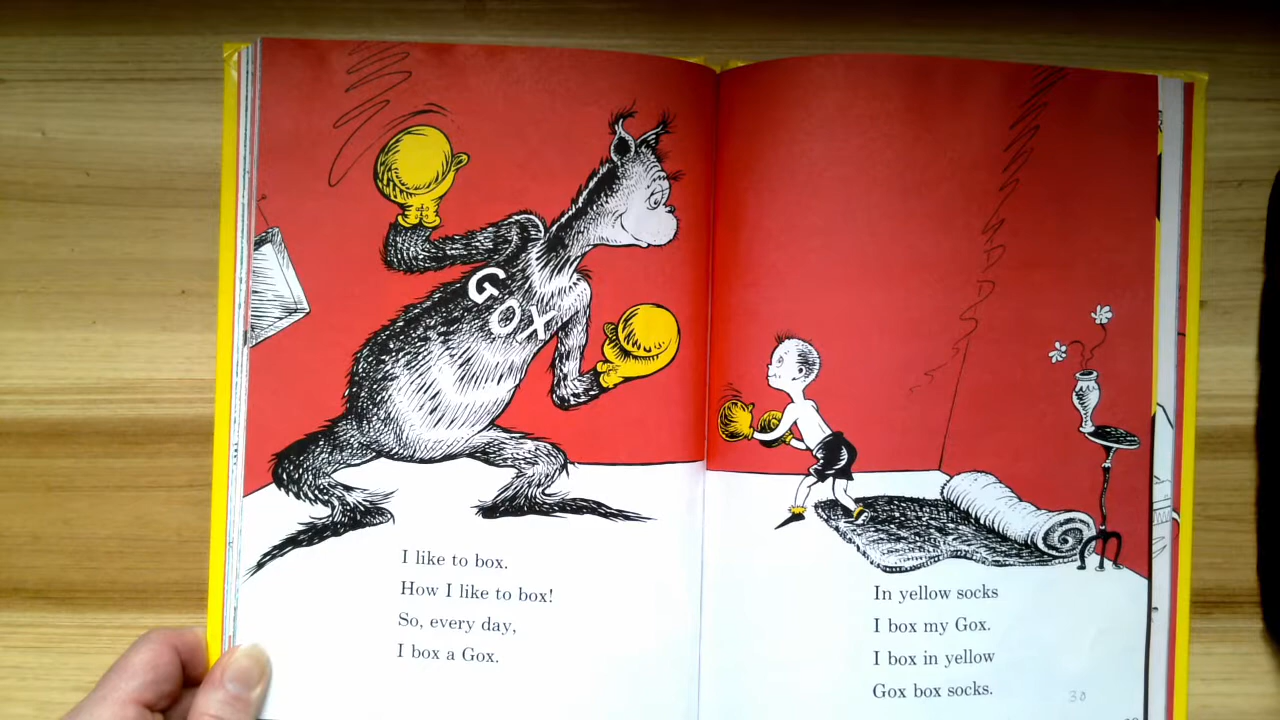 GOX
I like to box.
How I like to box!
So, every day,
I box a Gox.
In yellow socks
I box my Gox.
I box in yellow
Gox box socks.
30